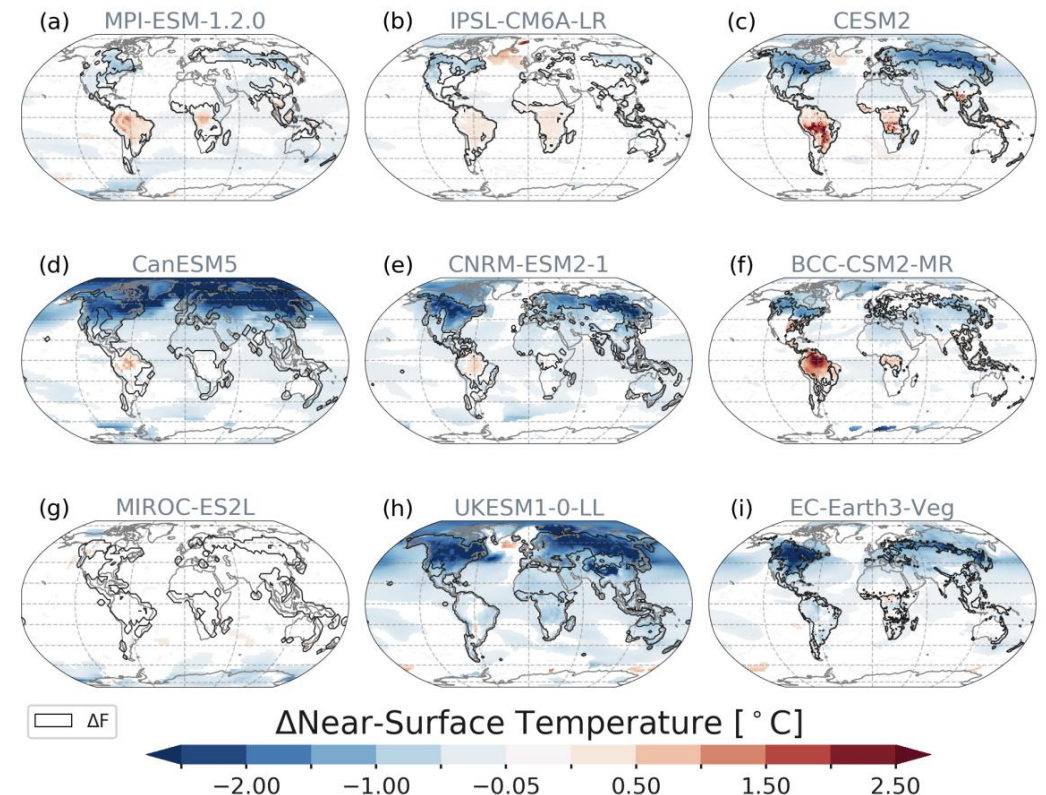 (a) MPI-ESM-1.2.0
(b) IPSL-CM6A-LR
(c) CESM2
(d) CanESM5
(e) CNRM-ESM2-1
(f) BCC-CSM2-MR
(g) MIROC-ES2L
(h) UKESM1-0-LL
(i) EC-Earth3-Veg
ΔF
ΔNear-Surface Temperature [°C]
−2.00 −1.00 −0.05 0.50 1.50 2.50